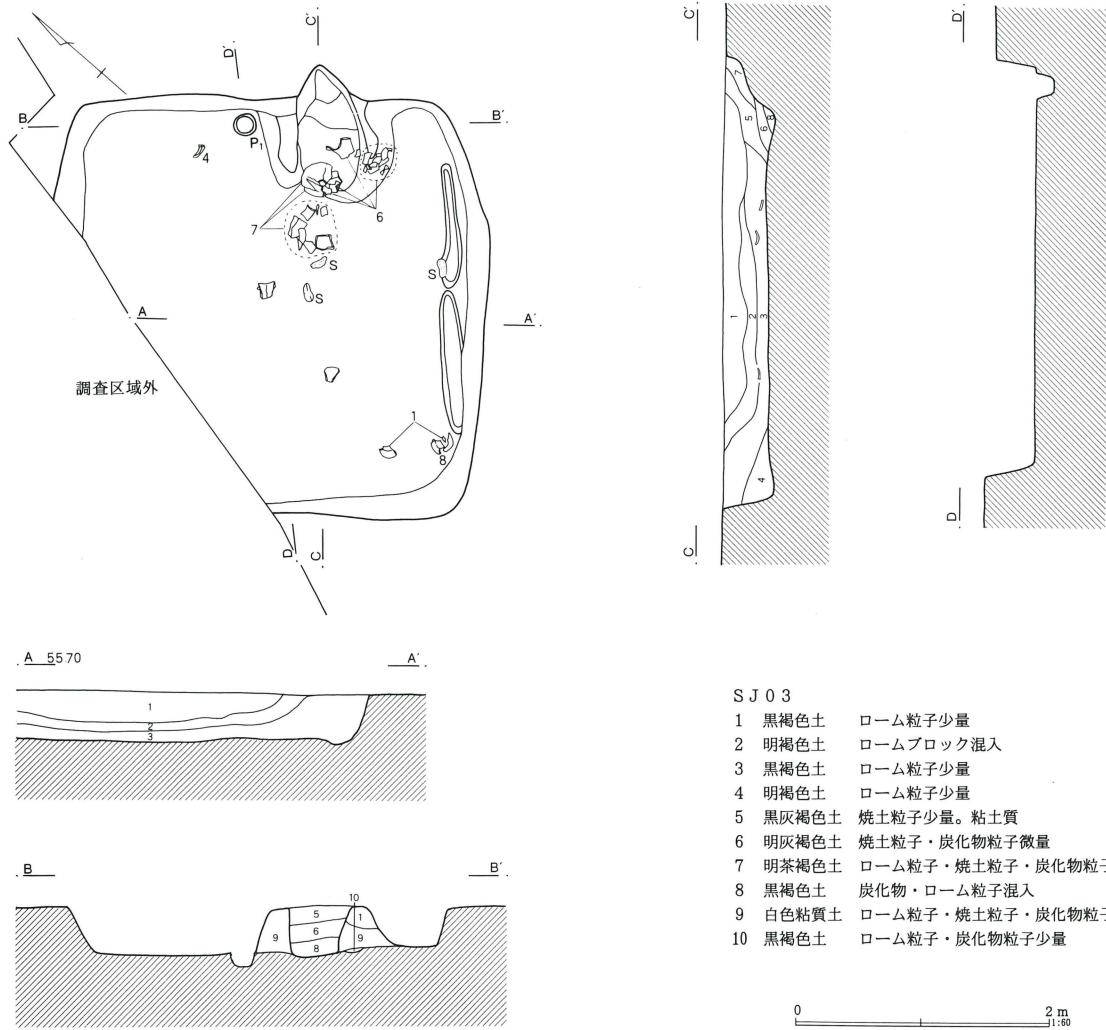 C′
D′
B
B′
P₁
4
6
7
S
S
S
A
A′
調査区域外
1
8
D
C
C′
7
5
6
8
1
2
3
4
C
D′
D
A 55.70
A′
1
2
3
B
B′
10
5
1
6
9
9
8
SJ03
1 黒褐色土 ローム粒子少量
2 明褐色土 ロームブロック混入
3 黒褐色土 ローム粒子少量
4 明褐色土 ローム粒子少量
5 黒灰褐色土 焼土粒子少量。粘土質
6 明灰褐色土 焼土粒子・炭化物粒子微量
7 明茶褐色土 ローム粒子・焼土粒子・炭化物粒子
8 黒褐色土 炭化物・ローム粒子混入
9 白色粘質土 ローム粒子・焼土粒子・炭化物粒子
10 黒褐色土 ローム粒子・炭化物粒子少量
0 2 m
1:60